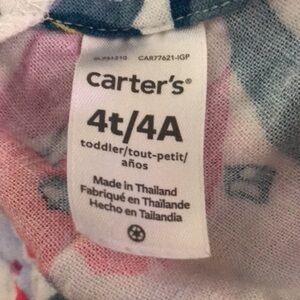 CAR77621-IGP
carter's®
4t/4A
toddler/tout-petit/
años
Made in Thailand
Fabriqué en Thaïlande
Hecho en Tailandia